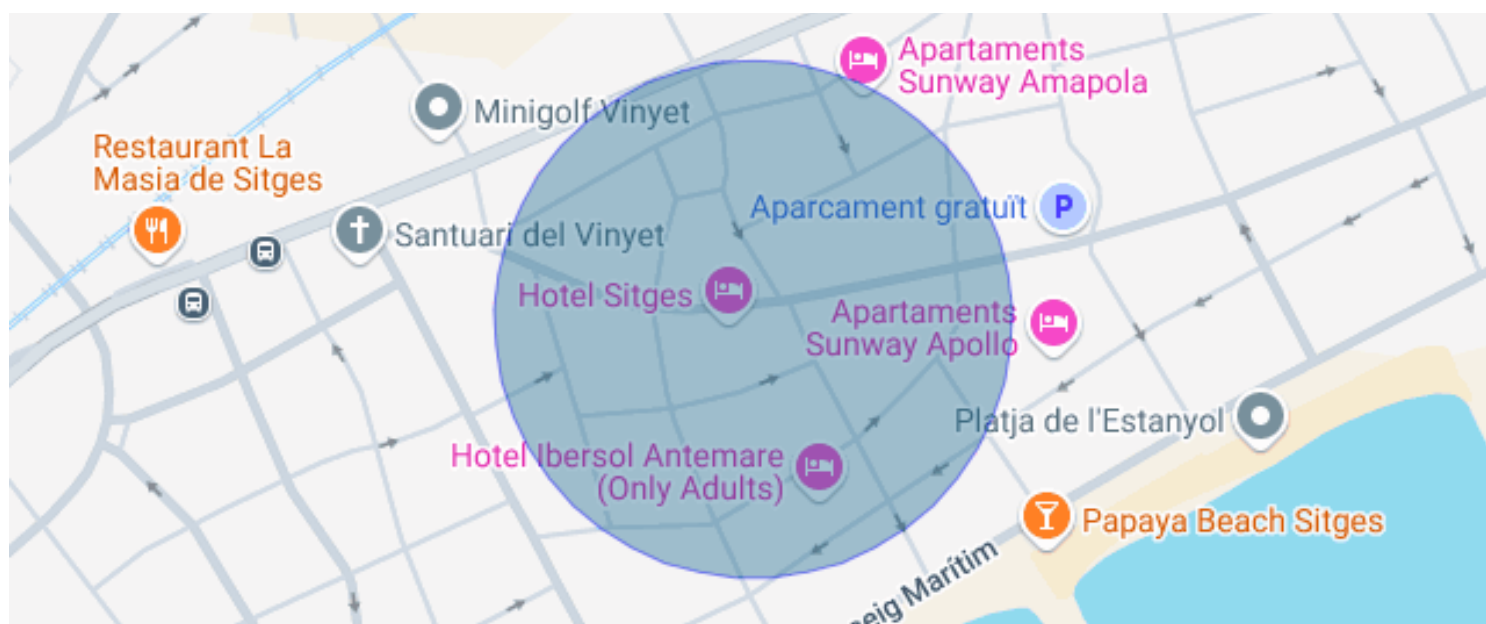 Apartaments
Sunway Amapola
Minigolf Vinyet
Restaurant La
Masia de Sitges
Aparcament gratuït
P
Santuari del Vinyet
Hotel Sitges
Apartaments
Sunway Apollo
Platja de l'Estanyol
Hotel Ibersol Antemare
(Only Adults)
Papaya Beach Sitges
seig Marítim